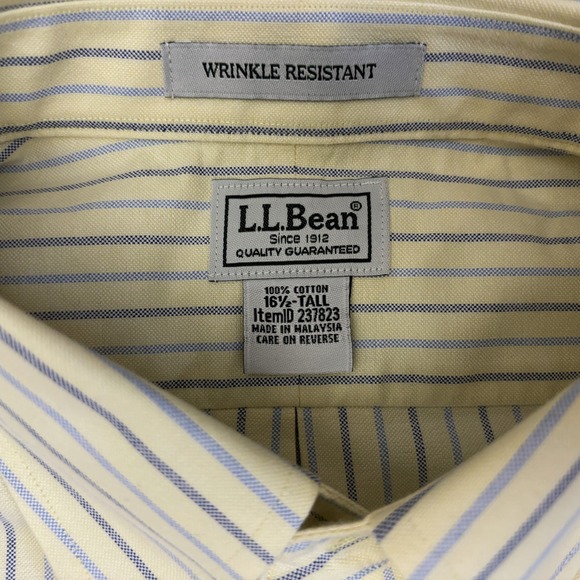 WRINKLE RESISTANT
L.L.Bean®
Since 1912
QUALITY GUARANTEED
100% COTTON
16½-TALL
ItemID 237823
MADE IN MALAYSIA
CARE ON REVERSE